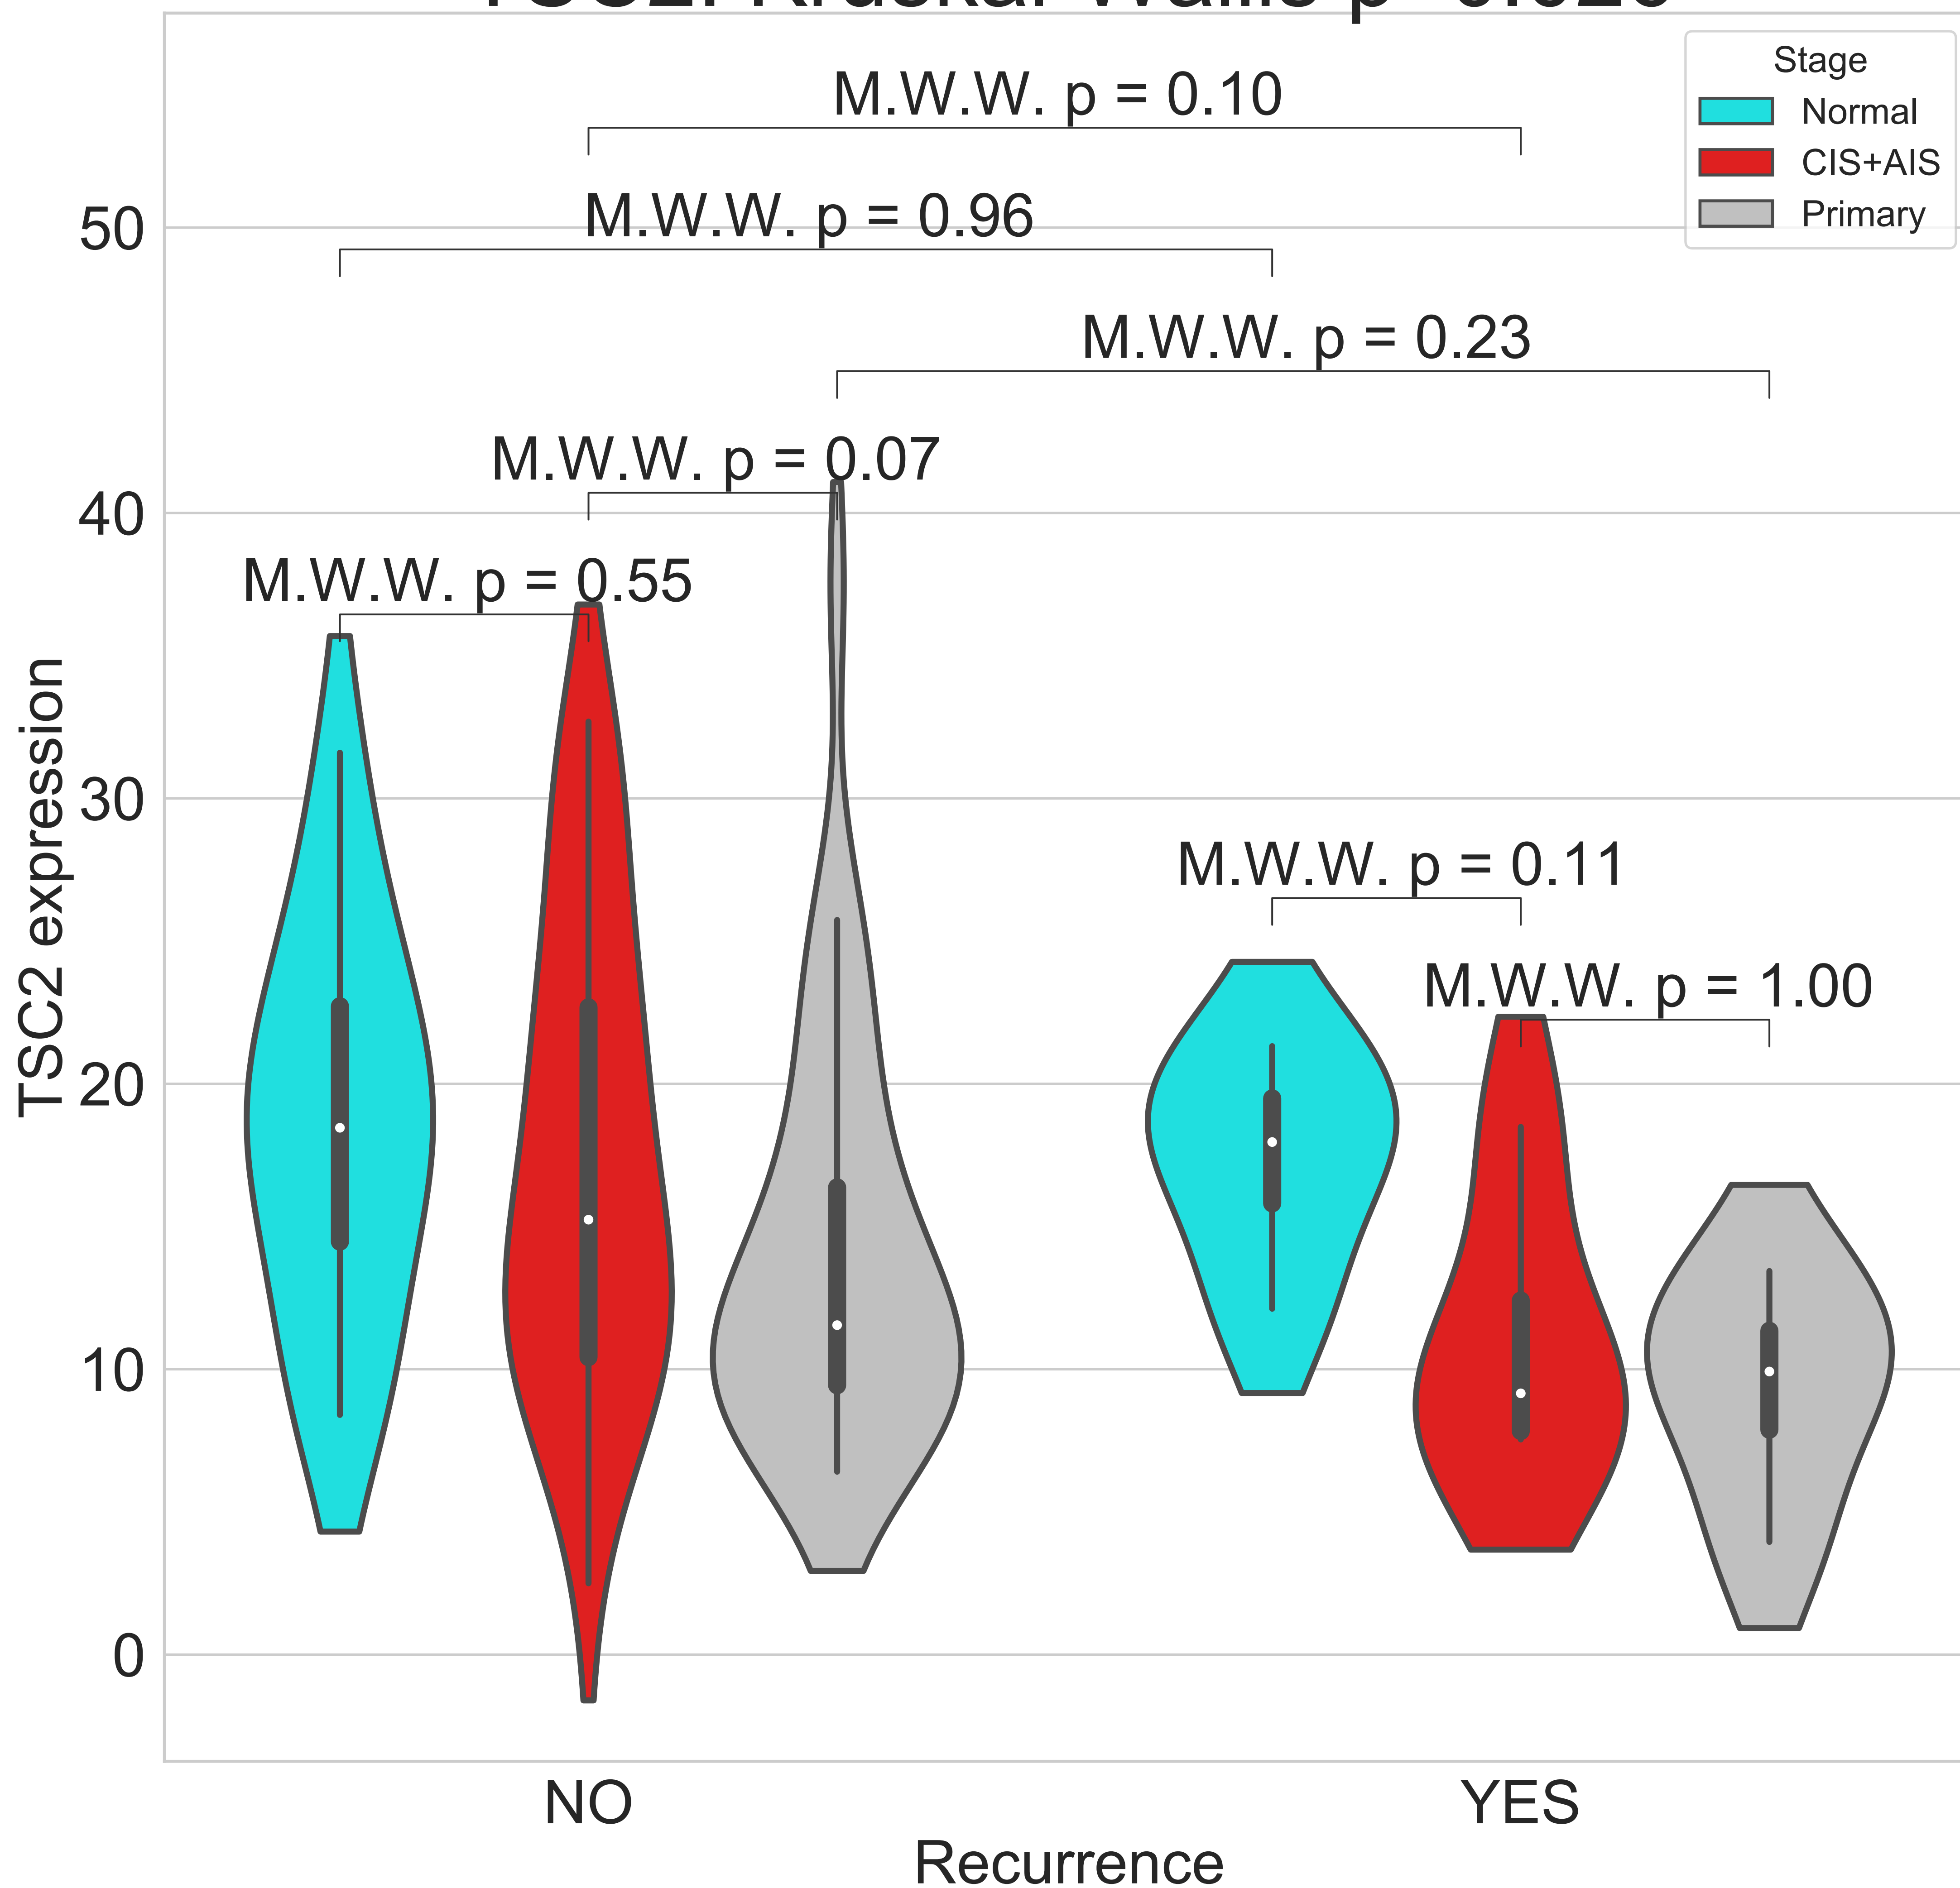 Stage
Normal
CIS+AIS
Primary
M.W.W. p = 0.10
M.W.W. p = 0.96
M.W.W. p = 0.23
M.W.W. p = 0.07
M.W.W. p = 0.55
M.W.W. p = 0.11
M.W.W. p = 1.00
TSC2 expression
50
40
30
20
10
0
NO YES
Recurrence